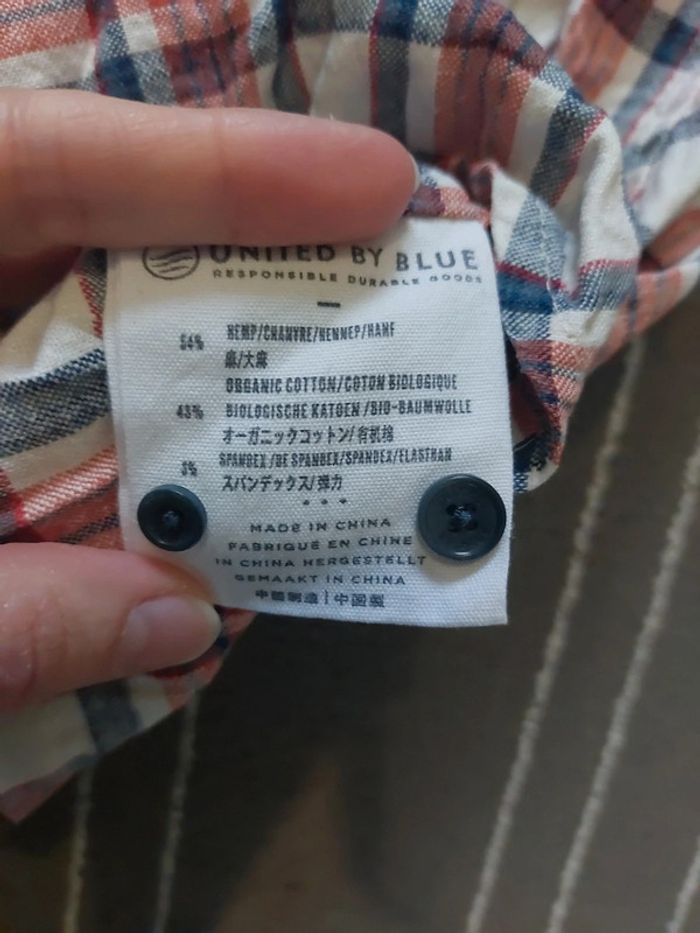 UNITED BY BLUE
RESPONSIBLE DURABLE GOODS
54% HEMP/CHANVRE/HENNEP/HANF
麻/大麻
ORGANIC COTTON/COTON BIOLOGIQUE
43% BIOLOGISCHE KATOEN /BIO-BAUMWOLLE
オーガニックコットン/有机棉
3% SPANDEX/DE SPANDEX/SPANDEX/ELASTHAN
スパンデックス/弹力
MADE IN CHINA
FABRIQUÉ EN CHINE
IN CHINA HERGESTELLT
GEMAAKT IN CHINA
中國制造 | 中国製